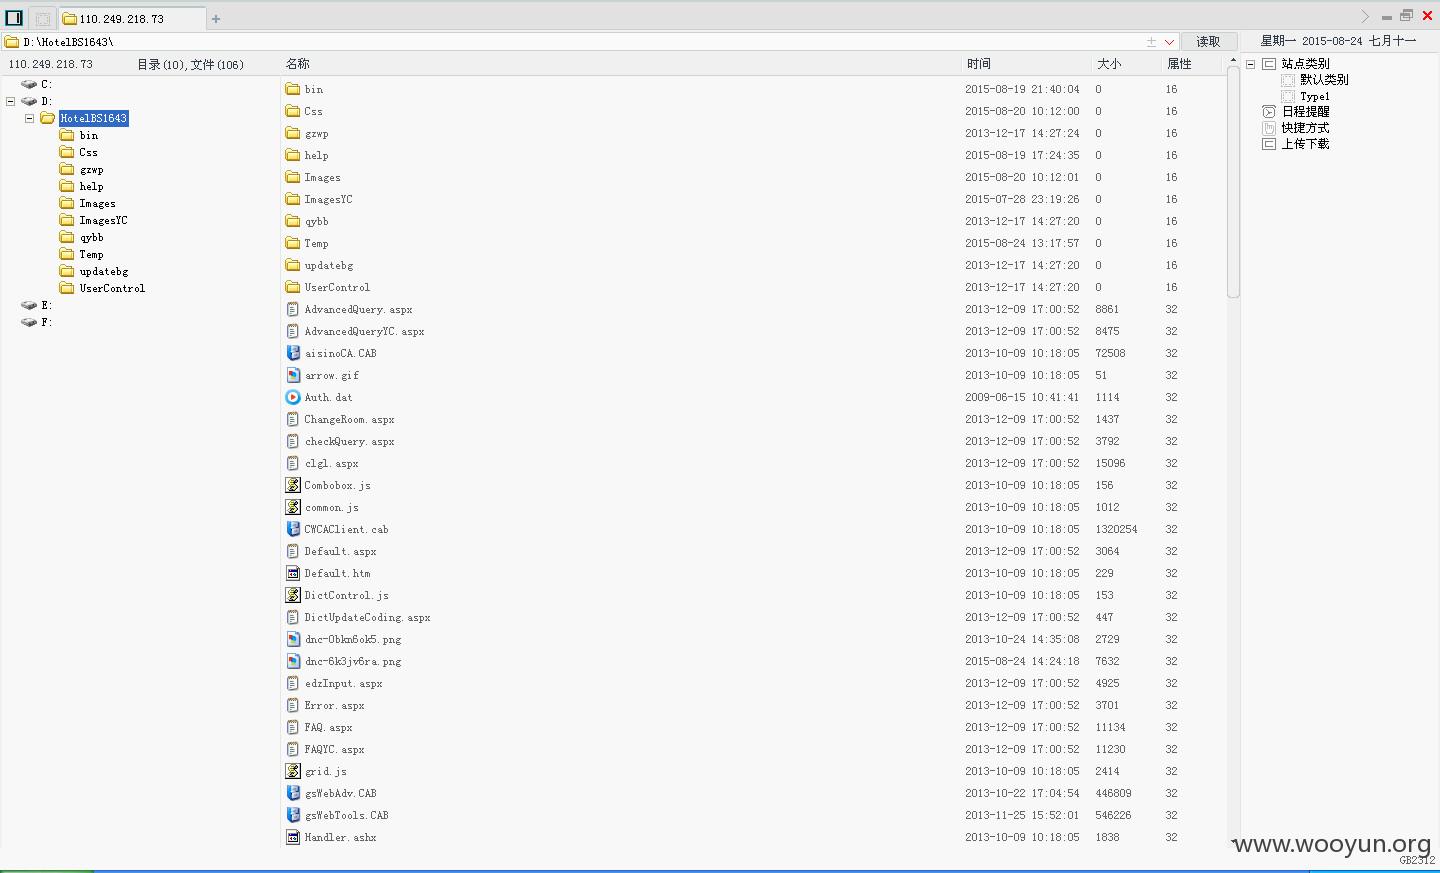 110.249.218.73
D:\HotelBS1643\
读取
星期一 2015-08-24 七月十一
110.249.218.73
目录(10),文件(106)
名称 时间 大小 属性
C:
D:
HotelBS1643
bin
Css
gzwp
help
Images
ImagesYC
qybb
Temp
updatebg
UserControl
E:
F:
bin 2015-08-19 21:40:04 0 16
Css 2015-08-20 10:12:00 0 16
gzwp 2013-12-17 14:27:24 0 16
help 2015-08-19 17:24:35 0 16
Images 2015-08-20 10:12:01 0 16
ImagesYC 2015-07-28 23:19:26 0 16
qybb 2013-12-17 14:27:20 0 16
Temp 2015-08-24 13:17:57 0 16
updatebg 2013-12-17 14:27:20 0 16
UserControl 2013-12-17 14:27:20 0 16
AdvancedQuery.aspx 2013-12-09 17:00:52 8861 32
AdvancedQueryYC.aspx 2013-12-09 17:00:52 8475 32
aisinoCA.CAB 2013-10-09 10:18:05 72508 32
arrow.gif 2013-10-09 10:18:05 51 32
Auth.dat 2009-06-15 10:41:41 1114 32
ChangeRoom.aspx 2013-12-09 17:00:52 1437 32
checkQuery.aspx 2013-12-09 17:00:52 3792 32
clgl.aspx 2013-12-09 17:00:52 15096 32
Combobox.js 2013-10-09 10:18:05 156 32
common.js 2013-10-09 10:18:05 1012 32
CWCAClient.cab 2013-10-09 10:18:05 1320254 32
Default.aspx 2013-12-09 17:00:52 3064 32
Default.htm 2013-10-09 10:18:05 229 32
DictControl.js 2013-10-09 10:18:05 153 32
DictUpdateCoding.aspx 2013-12-09 17:00:52 447 32
dnc-0bkn6ok5.png 2013-10-24 14:35:08 2729 32
dnc-6k3jv6ra.png 2015-08-24 14:24:18 7632 32
edzInput.aspx 2013-12-09 17:00:52 4925 32
Error.aspx 2013-12-09 17:00:52 3701 32
FAQ.aspx 2013-12-09 17:00:52 11134 32
FAQYC.aspx 2013-12-09 17:00:52 11230 32
grid.js 2013-10-09 10:18:05 2414 32
gsWebAdv.CAB 2013-10-22 17:04:54 446809 32
gsWebTools.CAB 2013-11-25 15:52:01 546226 32
Handler.ashx 2013-10-09 10:18:05 1838 32
站点类别
默认类别
Type1
日程提醒
快捷方式
上传下载
www.wooyun.org
GB2312